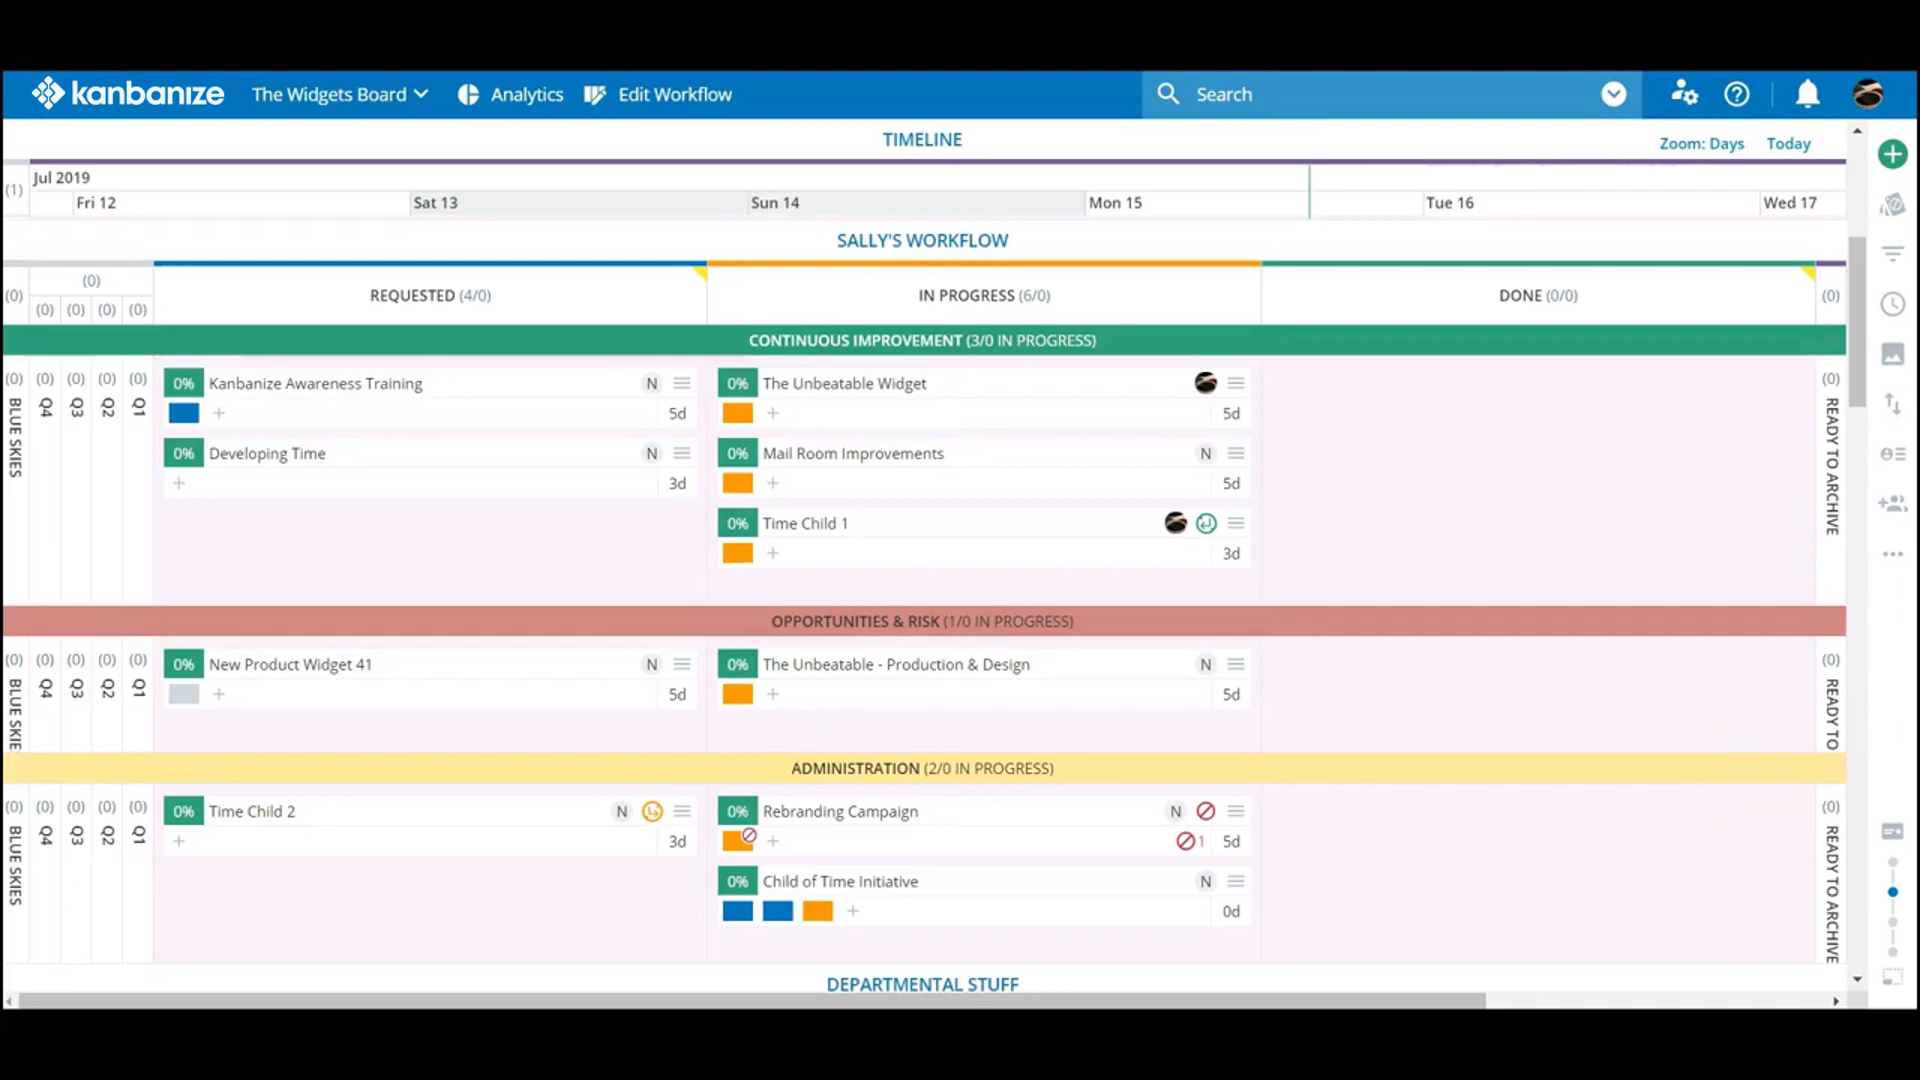 kanbanize The Widgets Board Analytics Edit Workflow Search
TIMELINE
Zoom: Days Today
(1) Jul 2019
Fri 12 Sat 13 Sun 14 Mon 15 Tue 16 Wed 17
SALLY'S WORKFLOW
(0) (0) REQUESTED (4/0) IN PROGRESS (6/0) DONE (0/0) (0)
(0) (0) (0) (0)
CONTINUOUS IMPROVEMENT (3/0 IN PROGRESS)
(0) (0) (0) (0) (0) (0)
BLUE SKIES Q4 Q3 Q2 Q1 READY TO ARCHIVE
0% Kanbanize Awareness Training N
5d
0% Developing Time N
3d
0% The Unbeatable Widget
5d
0% Mail Room Improvements N
5d
0% Time Child 1
3d
OPPORTUNITIES & RISK (1/0 IN PROGRESS)
(0) (0) (0) (0) (0) (0)
BLUE SKIE Q4 Q3 Q2 Q1 READY TO
0% New Product Widget 41 N
5d
0% The Unbeatable - Production & Design N
5d
ADMINISTRATION (2/0 IN PROGRESS)
(0) (0) (0) (0) (0) (0)
BLUE SKIES Q4 Q3 Q2 Q1 READY TO ARCHIVE
0% Time Child 2 N
3d
0% Rebranding Campaign N
1 5d
0% Child of Time Initiative N
0d
DEPARTMENTAL STUFF